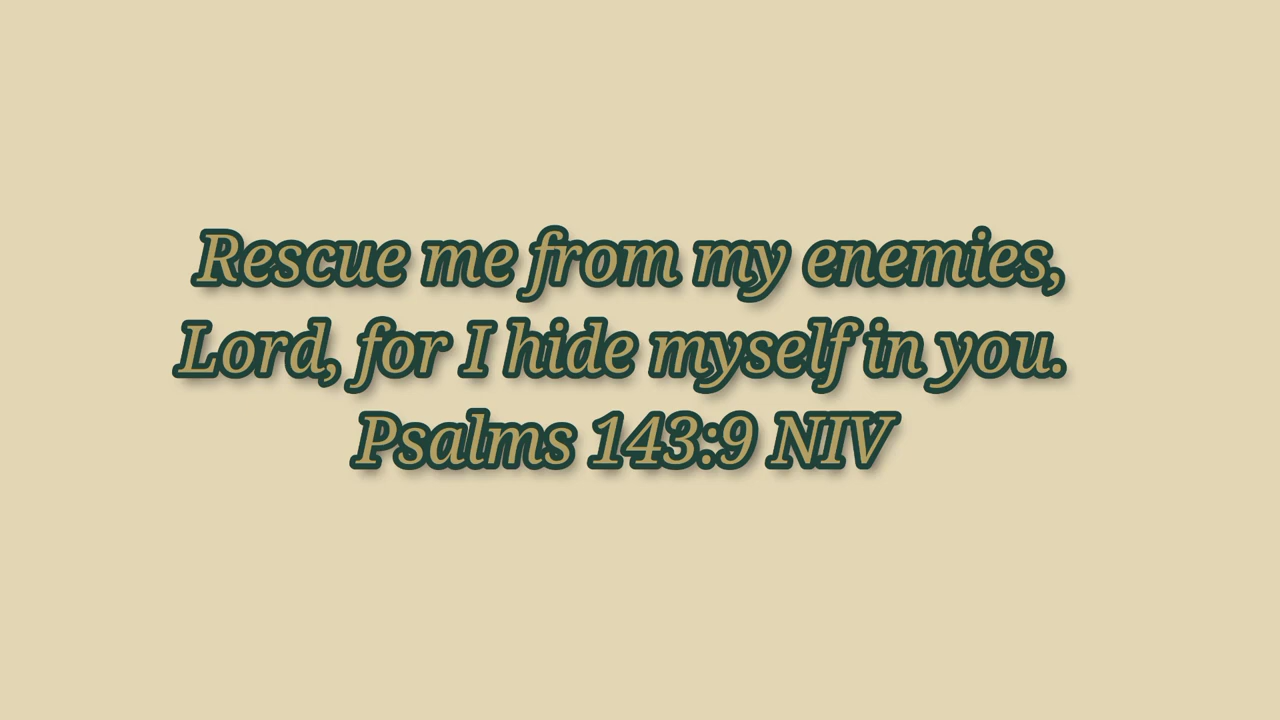 Rescue me from my enemies,
Lord, for I hide myself in you.
Psalms 143:9 NIV